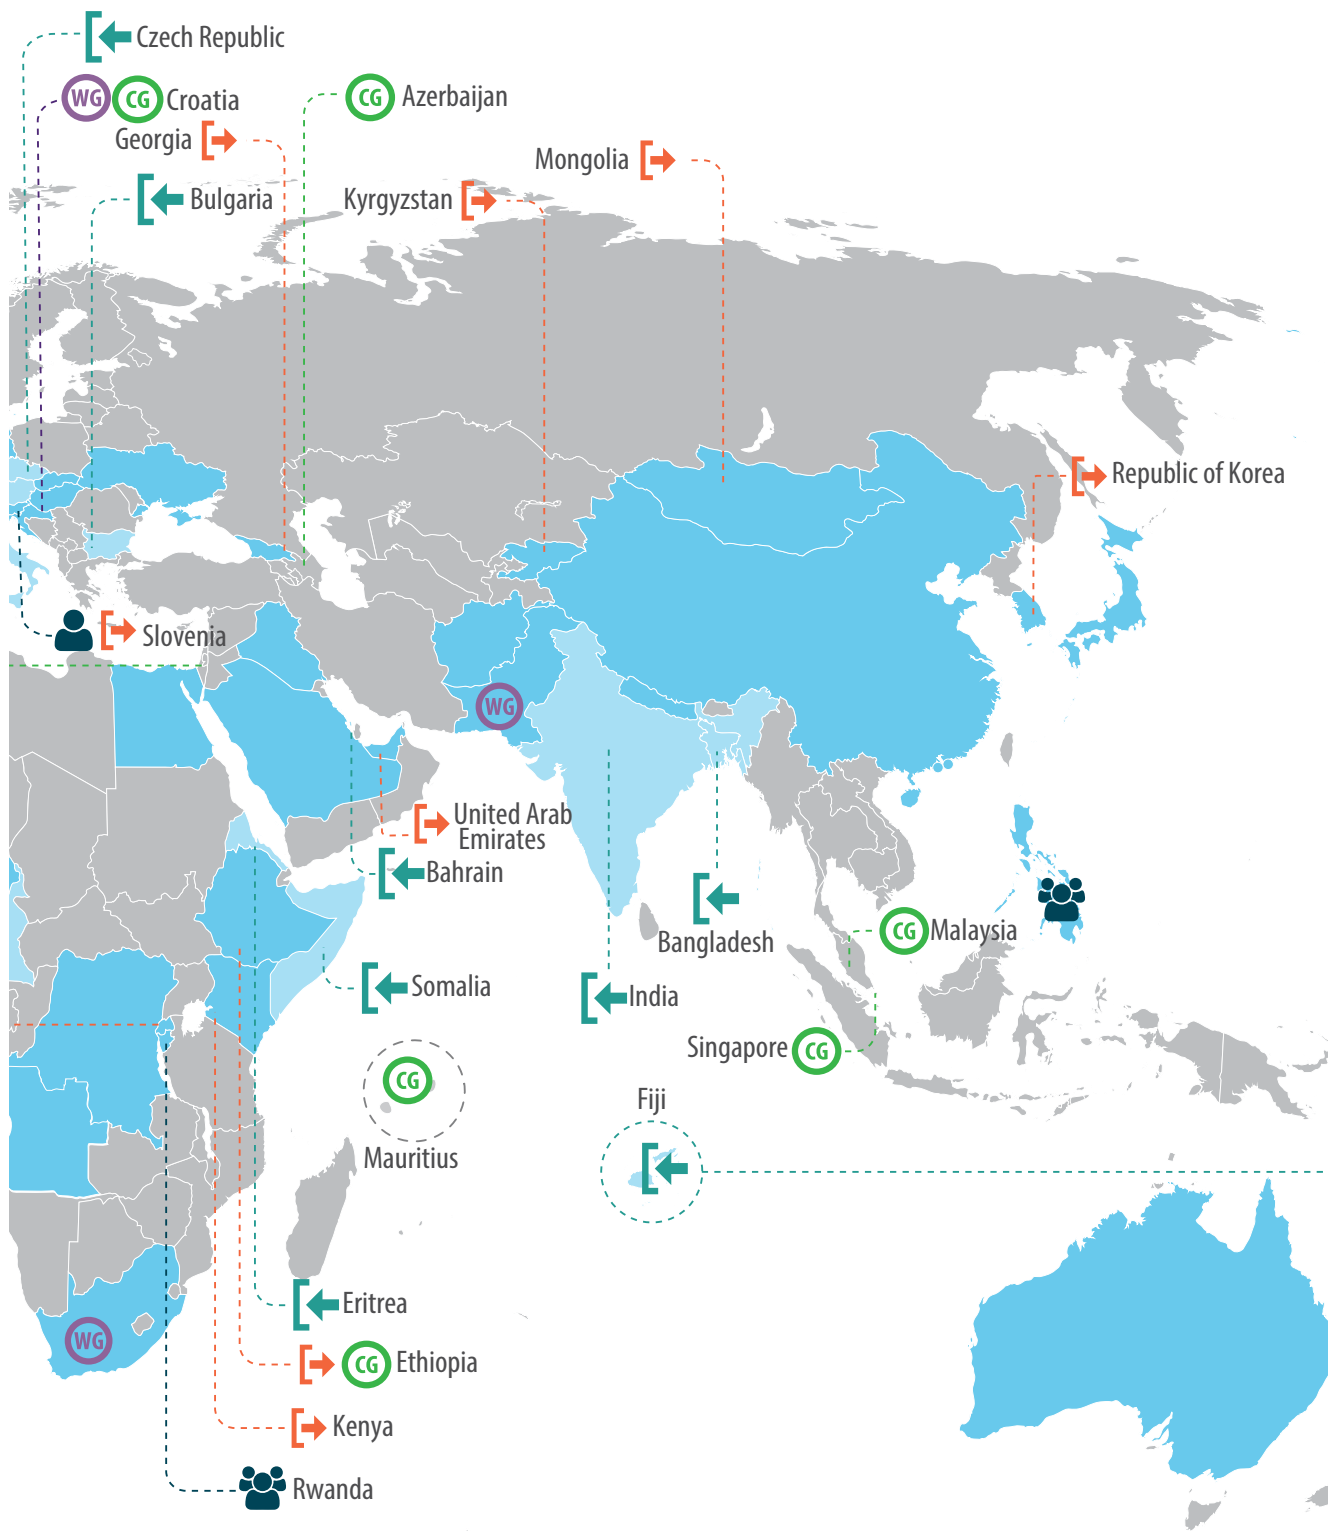 Czech Republic
WG CG Croatia
CG Azerbaijan
Georgia
Mongolia
Bulgaria
Kyrgyzstan
Republic of Korea
Slovenia
WG
United Arab
Emirates
Bahrain
CG Malaysia
Bangladesh
Somalia
India
Singapore CG
CG
Fiji
Mauritius
Eritrea
WG
CG Ethiopia
Kenya
Rwanda